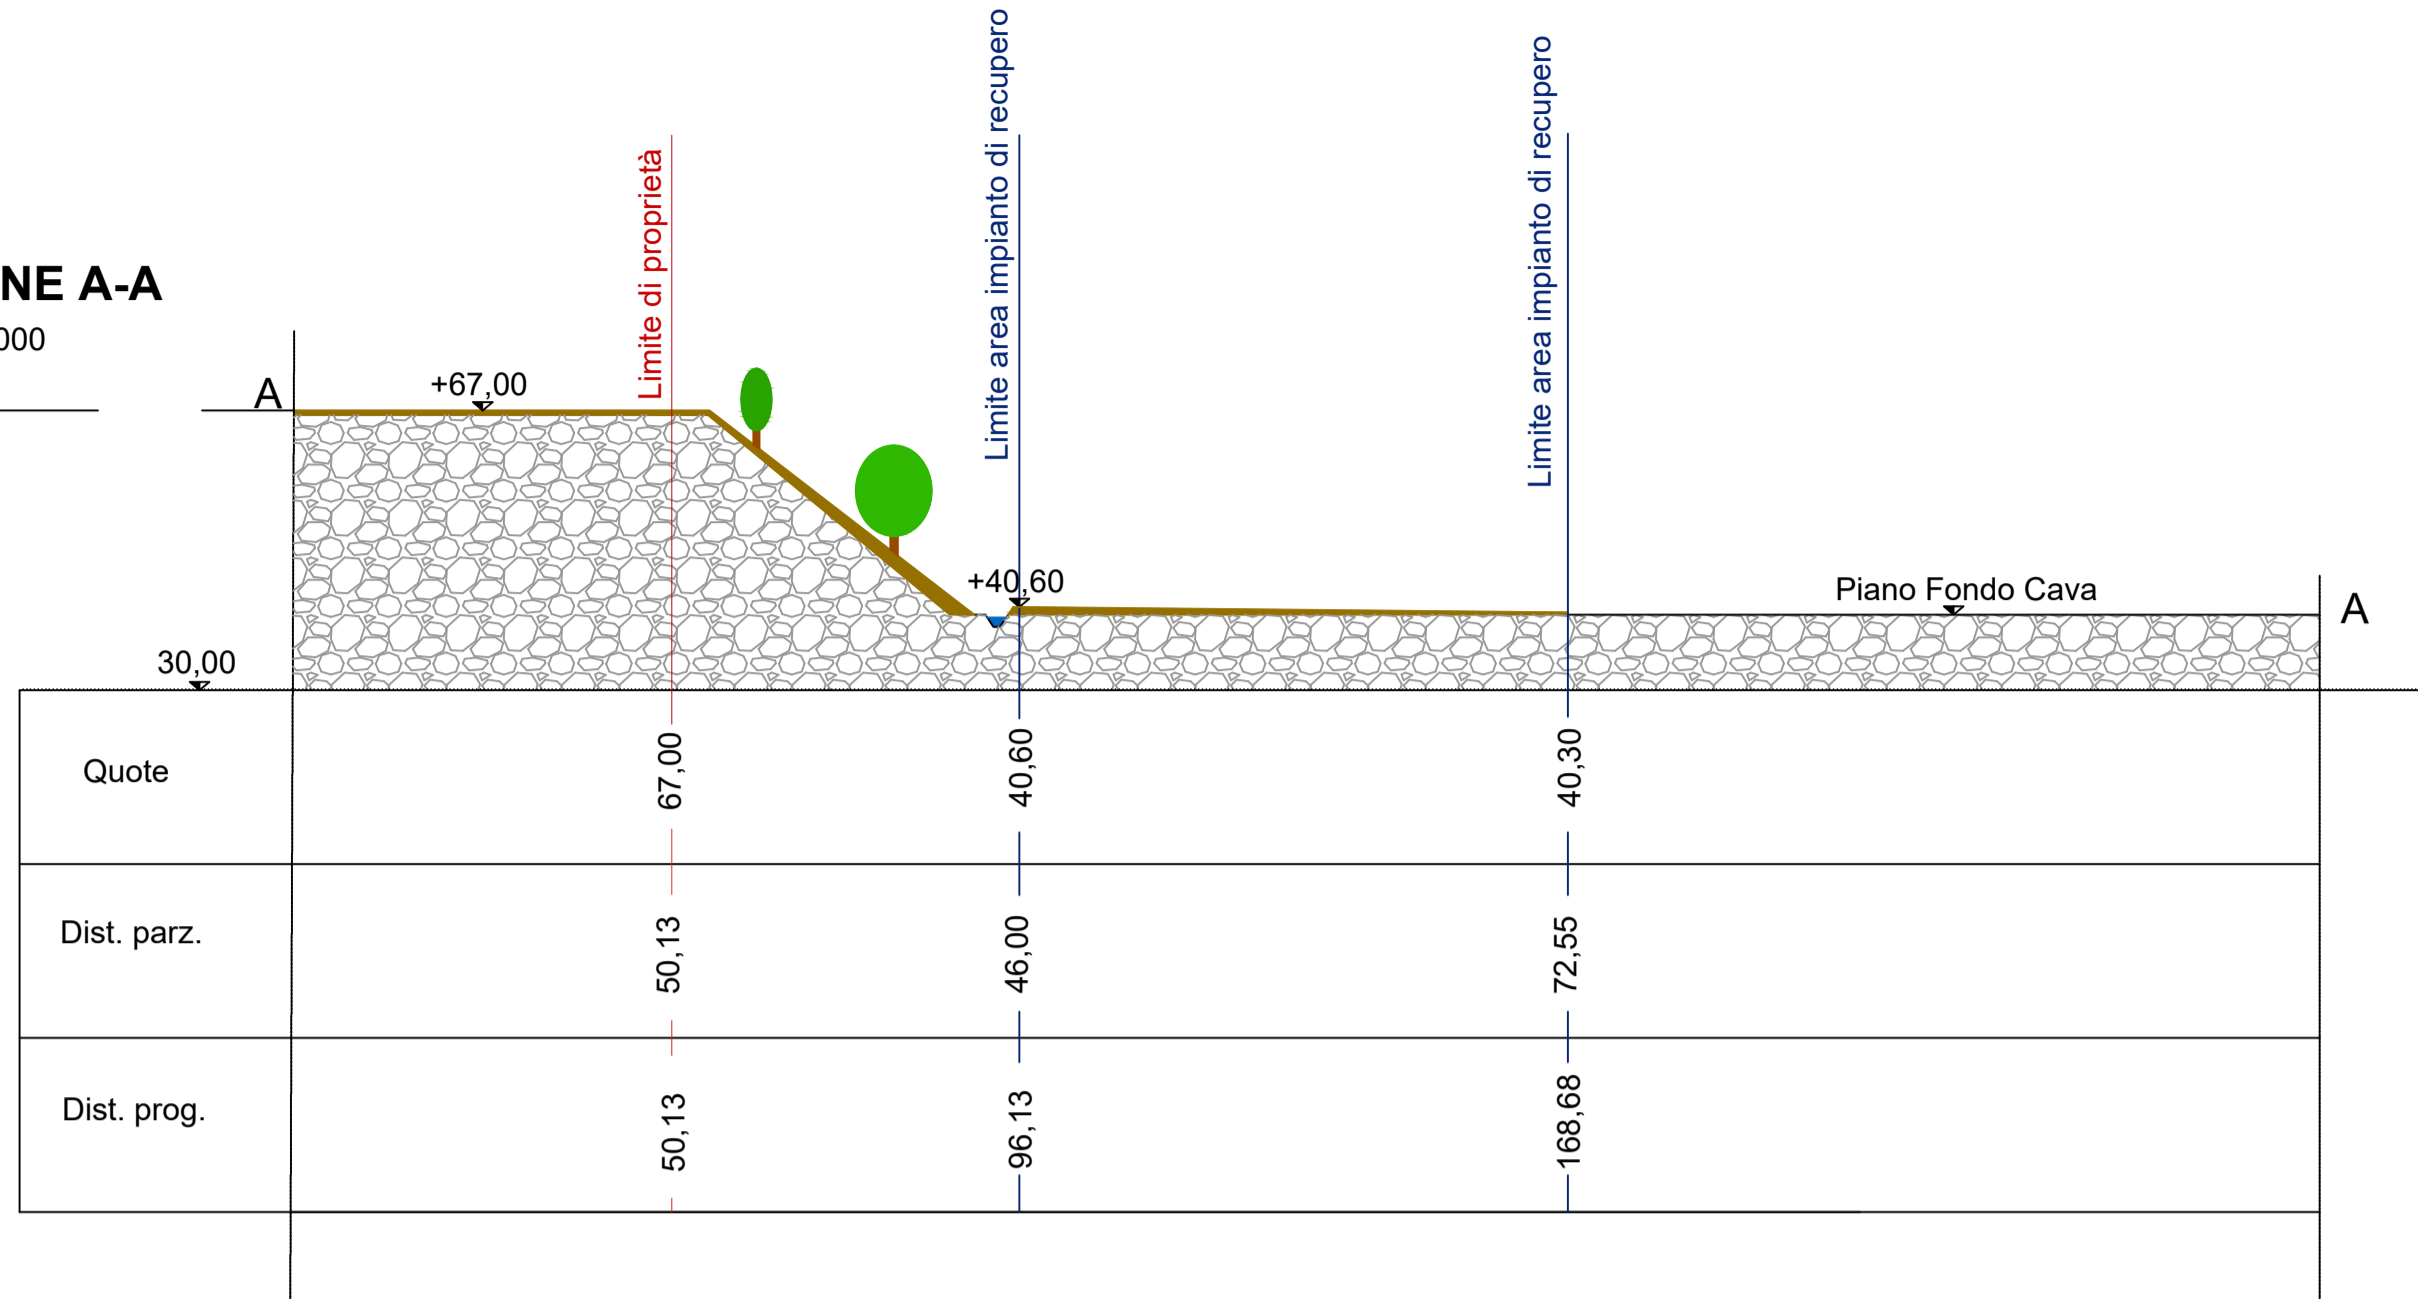 Limite area impianto di recupero
Limite area impianto di recupero
Limite di proprietà
NE A-A
000
A
+67,00
+40,60
Piano Fondo Cava
A
30,00
Quote
67,00
40,60
40,30
Dist. parz.
50,13
46,00
72,55
Dist. prog.
50,13
96,13
168,68